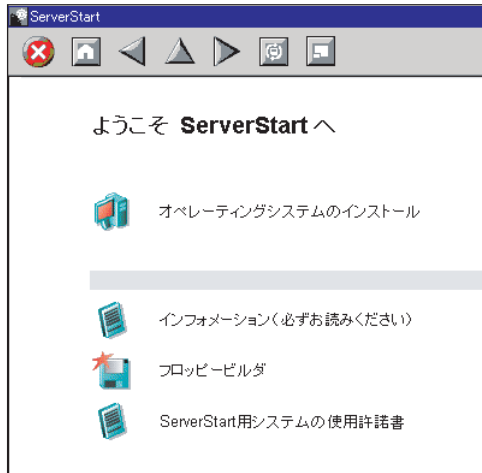 ServerStart
ようこそ ServerStart へ
オペレーティングシステムのインストール
インフォメーション(必ずお読みください)
フロッピービルダ
ServerStart用システムの使用許諾書